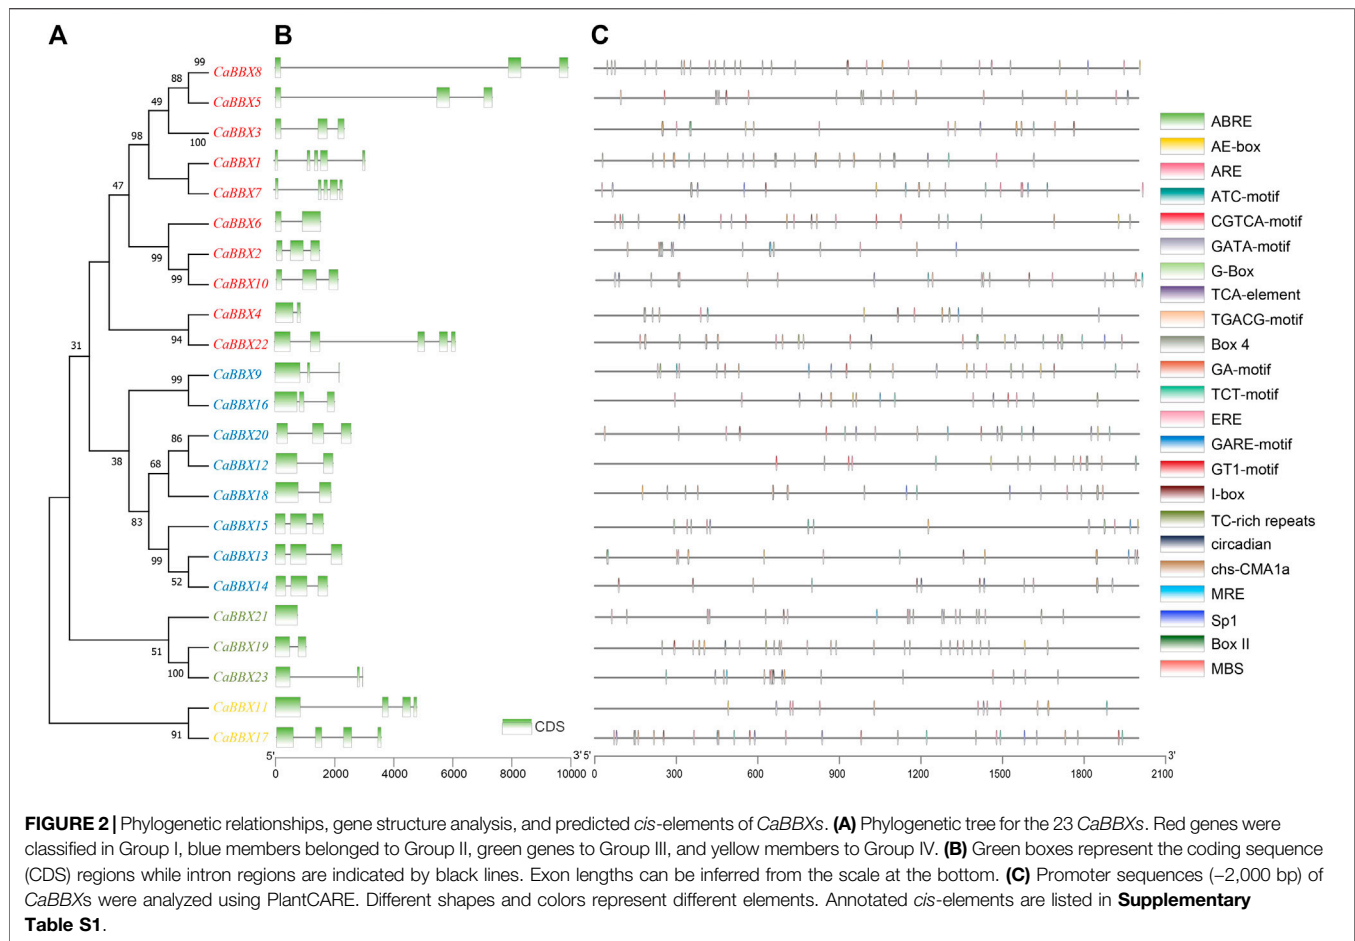 A
B
C
99
88
CaBBX8
49
CaBBX5
98
CaBBX3
100
CaBBX1
47
CaBBX7
CaBBX6
99
CaBBX2
99
CaBBX10
CaBBX4
94
CaBBX22
31
CaBBX9
99
CaBBX16
38
CaBBX20
86
CaBBX12
68
CaBBX18
83
CaBBX15
99
CaBBX13
52
CaBBX14
CaBBX21
51
CaBBX19
100
CaBBX23
CaBBX11
91
CaBBX17
CDS
5'
3'
0 2000 4000 6000 8000 10000
5'
3'
0 300 600 900 1200 1500 1800 2100
ABRE
AE-box
ARE
ATC-motif
CGTCA-motif
GATA-motif
G-Box
TCA-element
TGACG-motif
Box 4
GA-motif
TCT-motif
ERE
GARE-motif
GT1-motif
I-box
TC-rich repeats
circadian
chs-CMA1a
MRE
Sp1
Box II
MBS
FIGURE 2 | Phylogenetic relationships, gene structure analysis, and predicted cis-elements of CaBBXs. (A) Phylogenetic tree for the 23 CaBBXs. Red genes were
classified in Group I, blue members belonged to Group II, green genes to Group III, and yellow members to Group IV. (B) Green boxes represent the coding sequence
(CDS) regions while intron regions are indicated by black lines. Exon lengths can be inferred from the scale at the bottom. (C) Promoter sequences (−2,000 bp) of
CaBBXs were analyzed using PlantCARE. Different shapes and colors represent different elements. Annotated cis-elements are listed in Supplementary
Table S1.